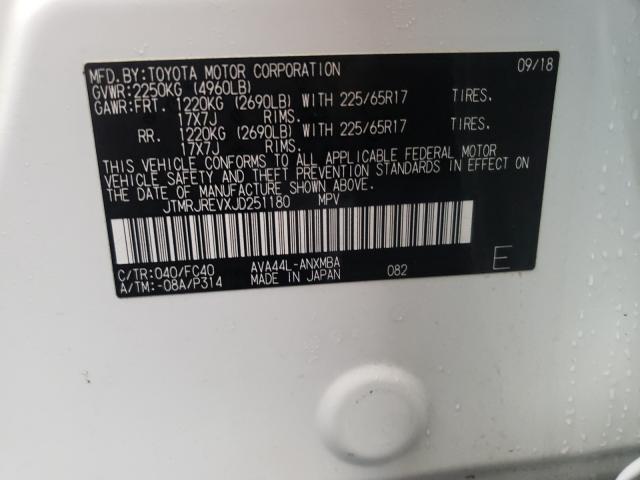 MFD.BY:TOYOTA MOTOR CORPORATION 09/18
GVWR:2250KG (4960LB)
GAWR:FRT. 1220KG (2690LB) WITH 225/65R17 TIRES.
17X7J RIMS.
RR. 1220KG (2690LB) WITH 225/65R17 TIRES.
17X7J RIMS.
THIS VEHICLE CONFORMS TO ALL APPLICABLE FEDERAL MOTOR
VEHICLE SAFETY AND THEFT PREVENTION STANDARDS IN EFFECT ON
THE DATE OF MANUFACTURE SHOWN ABOVE.
JTMRJREVXJD251180 MPV
C/TR:040/FC40 AVA44L-ANXMBA
A/TM:-08A/P314 MADE IN JAPAN 082 E